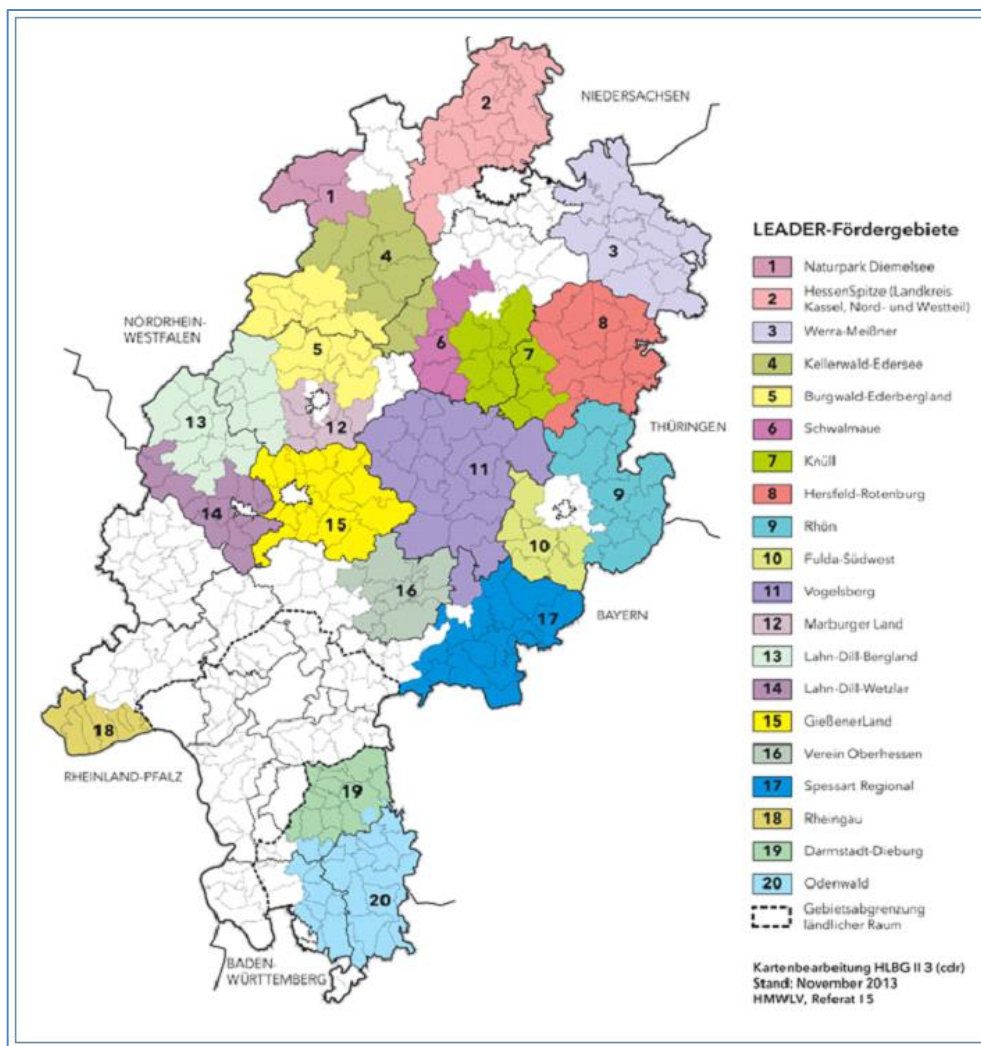 2
NIEDERSACHSEN
1
3
4
NORDRHEIN-
WESTFALEN
8
5
6
7
13
12
THÜRINGEN
11
9
14
15
10
16
17
BAYERN
18
RHEINLAND-PFALZ
19
20
BADEN-
WÜRTTEMBERG
LEADER-Fördergebiete
1 Naturpark Diemelsee
2 HessenSpitze (Landkreis
Kassel, Nord- und Westteil)
3 Werra-Meißner
4 Kellerwald-Edersee
5 Burgwald-Ederbergland
6 Schwalmaue
7 Knüll
8 Hersfeld-Rotenburg
9 Rhön
10 Fulda-Südwest
11 Vogelsberg
12 Marburger Land
13 Lahn-Dill-Bergland
14 Lahn-Dill-Wetzlar
15 GießenerLand
16 Verein Oberhessen
17 Spessart Regional
18 Rheingau
19 Darmstadt-Dieburg
20 Odenwald
Gebietsabgrenzung
ländlicher Raum
Kartenbearbeitung HLBG II 3 (cdr)
Stand: November 2013
HMWLV, Referat I 5